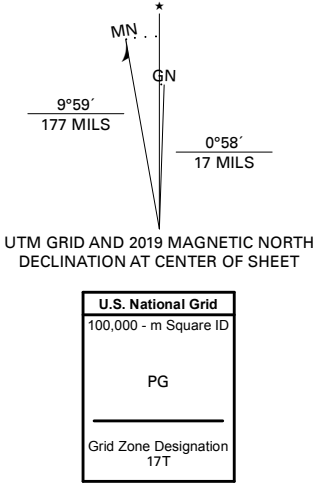 ★
MN
GN
9°59´
177 MILS
0°58´
17 MILS
UTM GRID AND 2019 MAGNETIC NORTH
DECLINATION AT CENTER OF SHEET
U.S. National Grid
100,000 - m Square ID
PG
Grid Zone Designation
17T